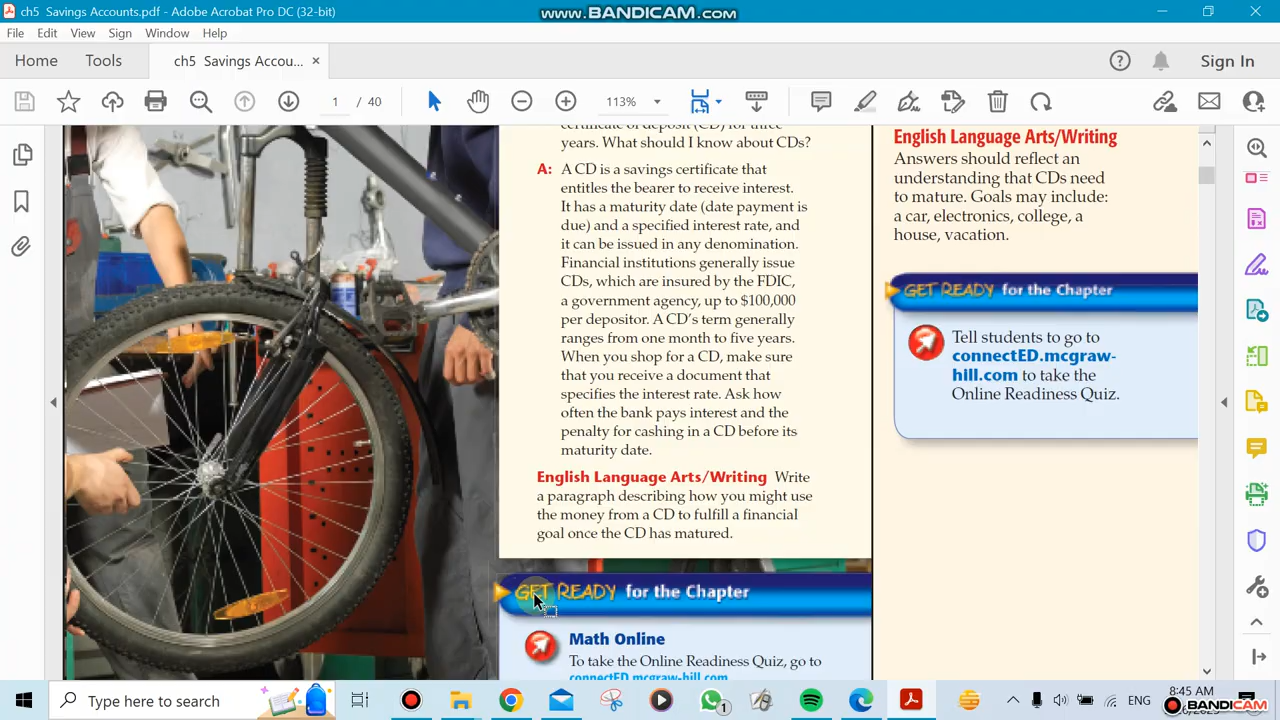 ch5 Savings Accounts.pdf - Adobe Acrobat Pro DC (32-bit)
www.BANDICAM.com
File Edit View Sign Window Help
Home Tools ch5 Savings Accou... ×
Sign In
1 / 40
113%
certificate of deposit (CD) for three
years. What should I know about CDs?
A: A CD is a savings certificate that
entitles the bearer to receive interest.
It has a maturity date (date payment is
due) and a specified interest rate, and
it can be issued in any denomination.
Financial institutions generally issue
CDs, which are insured by the FDIC,
a government agency, up to $100,000
per depositor. A CD's term generally
ranges from one month to five years.
When you shop for a CD, make sure
that you receive a document that
specifies the interest rate. Ask how
often the bank pays interest and the
penalty for cashing in a CD before its
maturity date.
English Language Arts/Writing Write
a paragraph describing how you might use
the money from a CD to fulfill a financial
goal once the CD has matured.
GET READY for the Chapter
Math Online
To take the Online Readiness Quiz, go to
connectED.mcgraw-hill.com
English Language Arts/Writing
Answers should reflect an
understanding that CDs need
to mature. Goals may include:
a car, electronics, college, a
house, vacation.
GET READY for the Chapter
Tell students to go to
connectED.mcgraw-
hill.com to take the
Online Readiness Quiz.
Type here to search
1
ENG
8:45 AM
BANDICAM